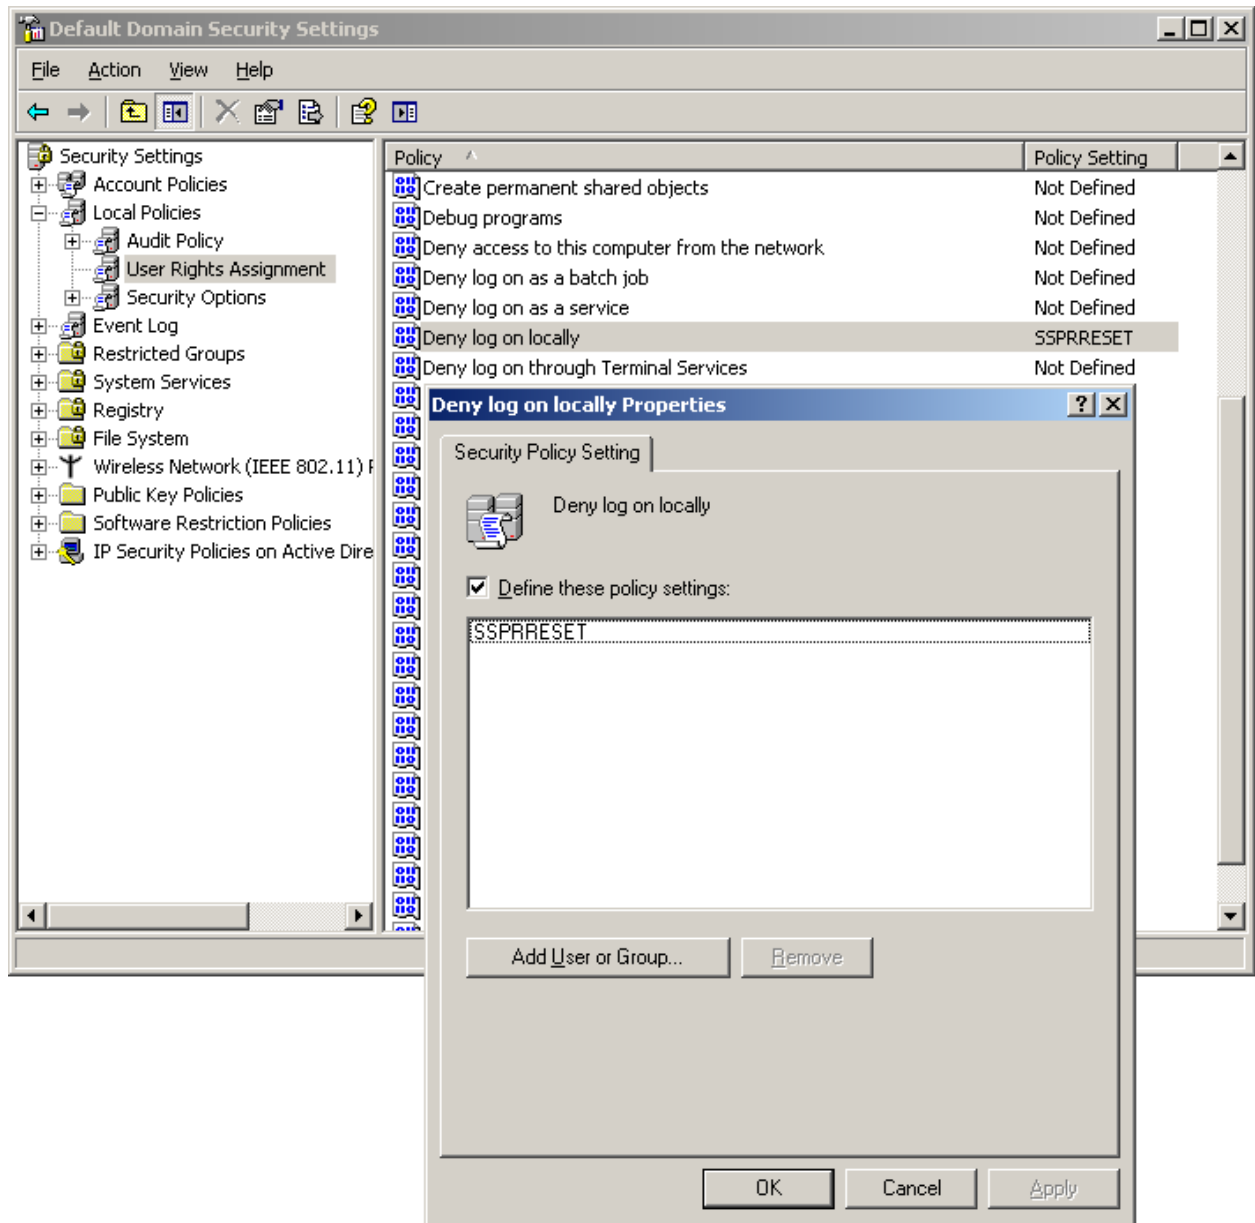 Default Domain Security Settings
File Action View Help
Security Settings
Account Policies
Local Policies
Audit Policy
User Rights Assignment
Security Options
Event Log
Restricted Groups
System Services
Registry
File System
Wireless Network (IEEE 802.11) P
Public Key Policies
Software Restriction Policies
IP Security Policies on Active Dire
Policy Policy Setting
Create permanent shared objects Not Defined
Debug programs Not Defined
Deny access to this computer from the network Not Defined
Deny log on as a batch job Not Defined
Deny log on as a service Not Defined
Deny log on locally SSPRRESET
Deny log on through Terminal Services Not Defined
Deny log on locally Properties
Security Policy Setting
Deny log on locally
Define these policy settings:
SSPRRESET
Add User or Group... Remove
OK Cancel Apply